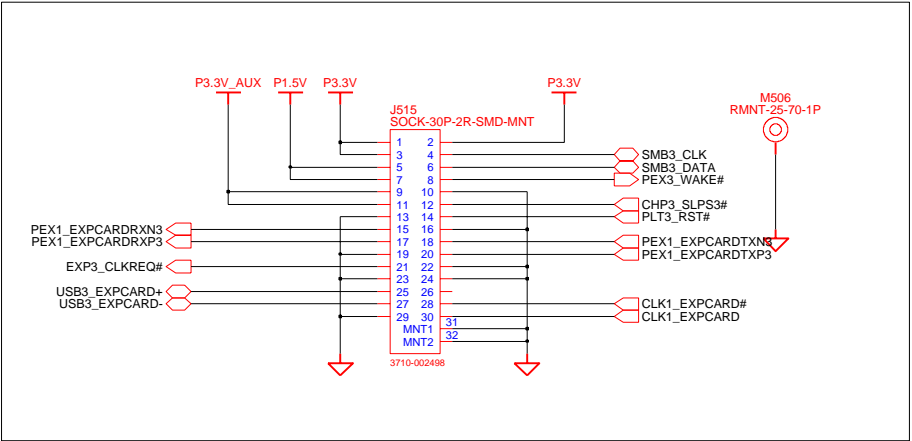 P3.3V_AUX P1.5V P3.3V P3.3V
M506
RMNT-25-70-1P
J515
SOCK-30P-2R-SMD-MNT
1 2
3 4 SMB3_CLK
5 6 SMB3_DATA
7 8 PEX3_WAKE#
9 10
11 12 CHP3_SLPS3#
13 14 PLT3_RST#
PEX1_EXPCARDRXN3 15 16
PEX1_EXPCARDRXP3 17 18 PEX1_EXPCARDTXN3
19 20 PEX1_EXPCARDTXP3
EXP3_CLKREQ# 21 22
23 24
USB3_EXPCARD+ 25 26
USB3_EXPCARD- 27 28 CLK1_EXPCARD#
29 30 CLK1_EXPCARD
MNT1 31
MNT2 32
3710-002498